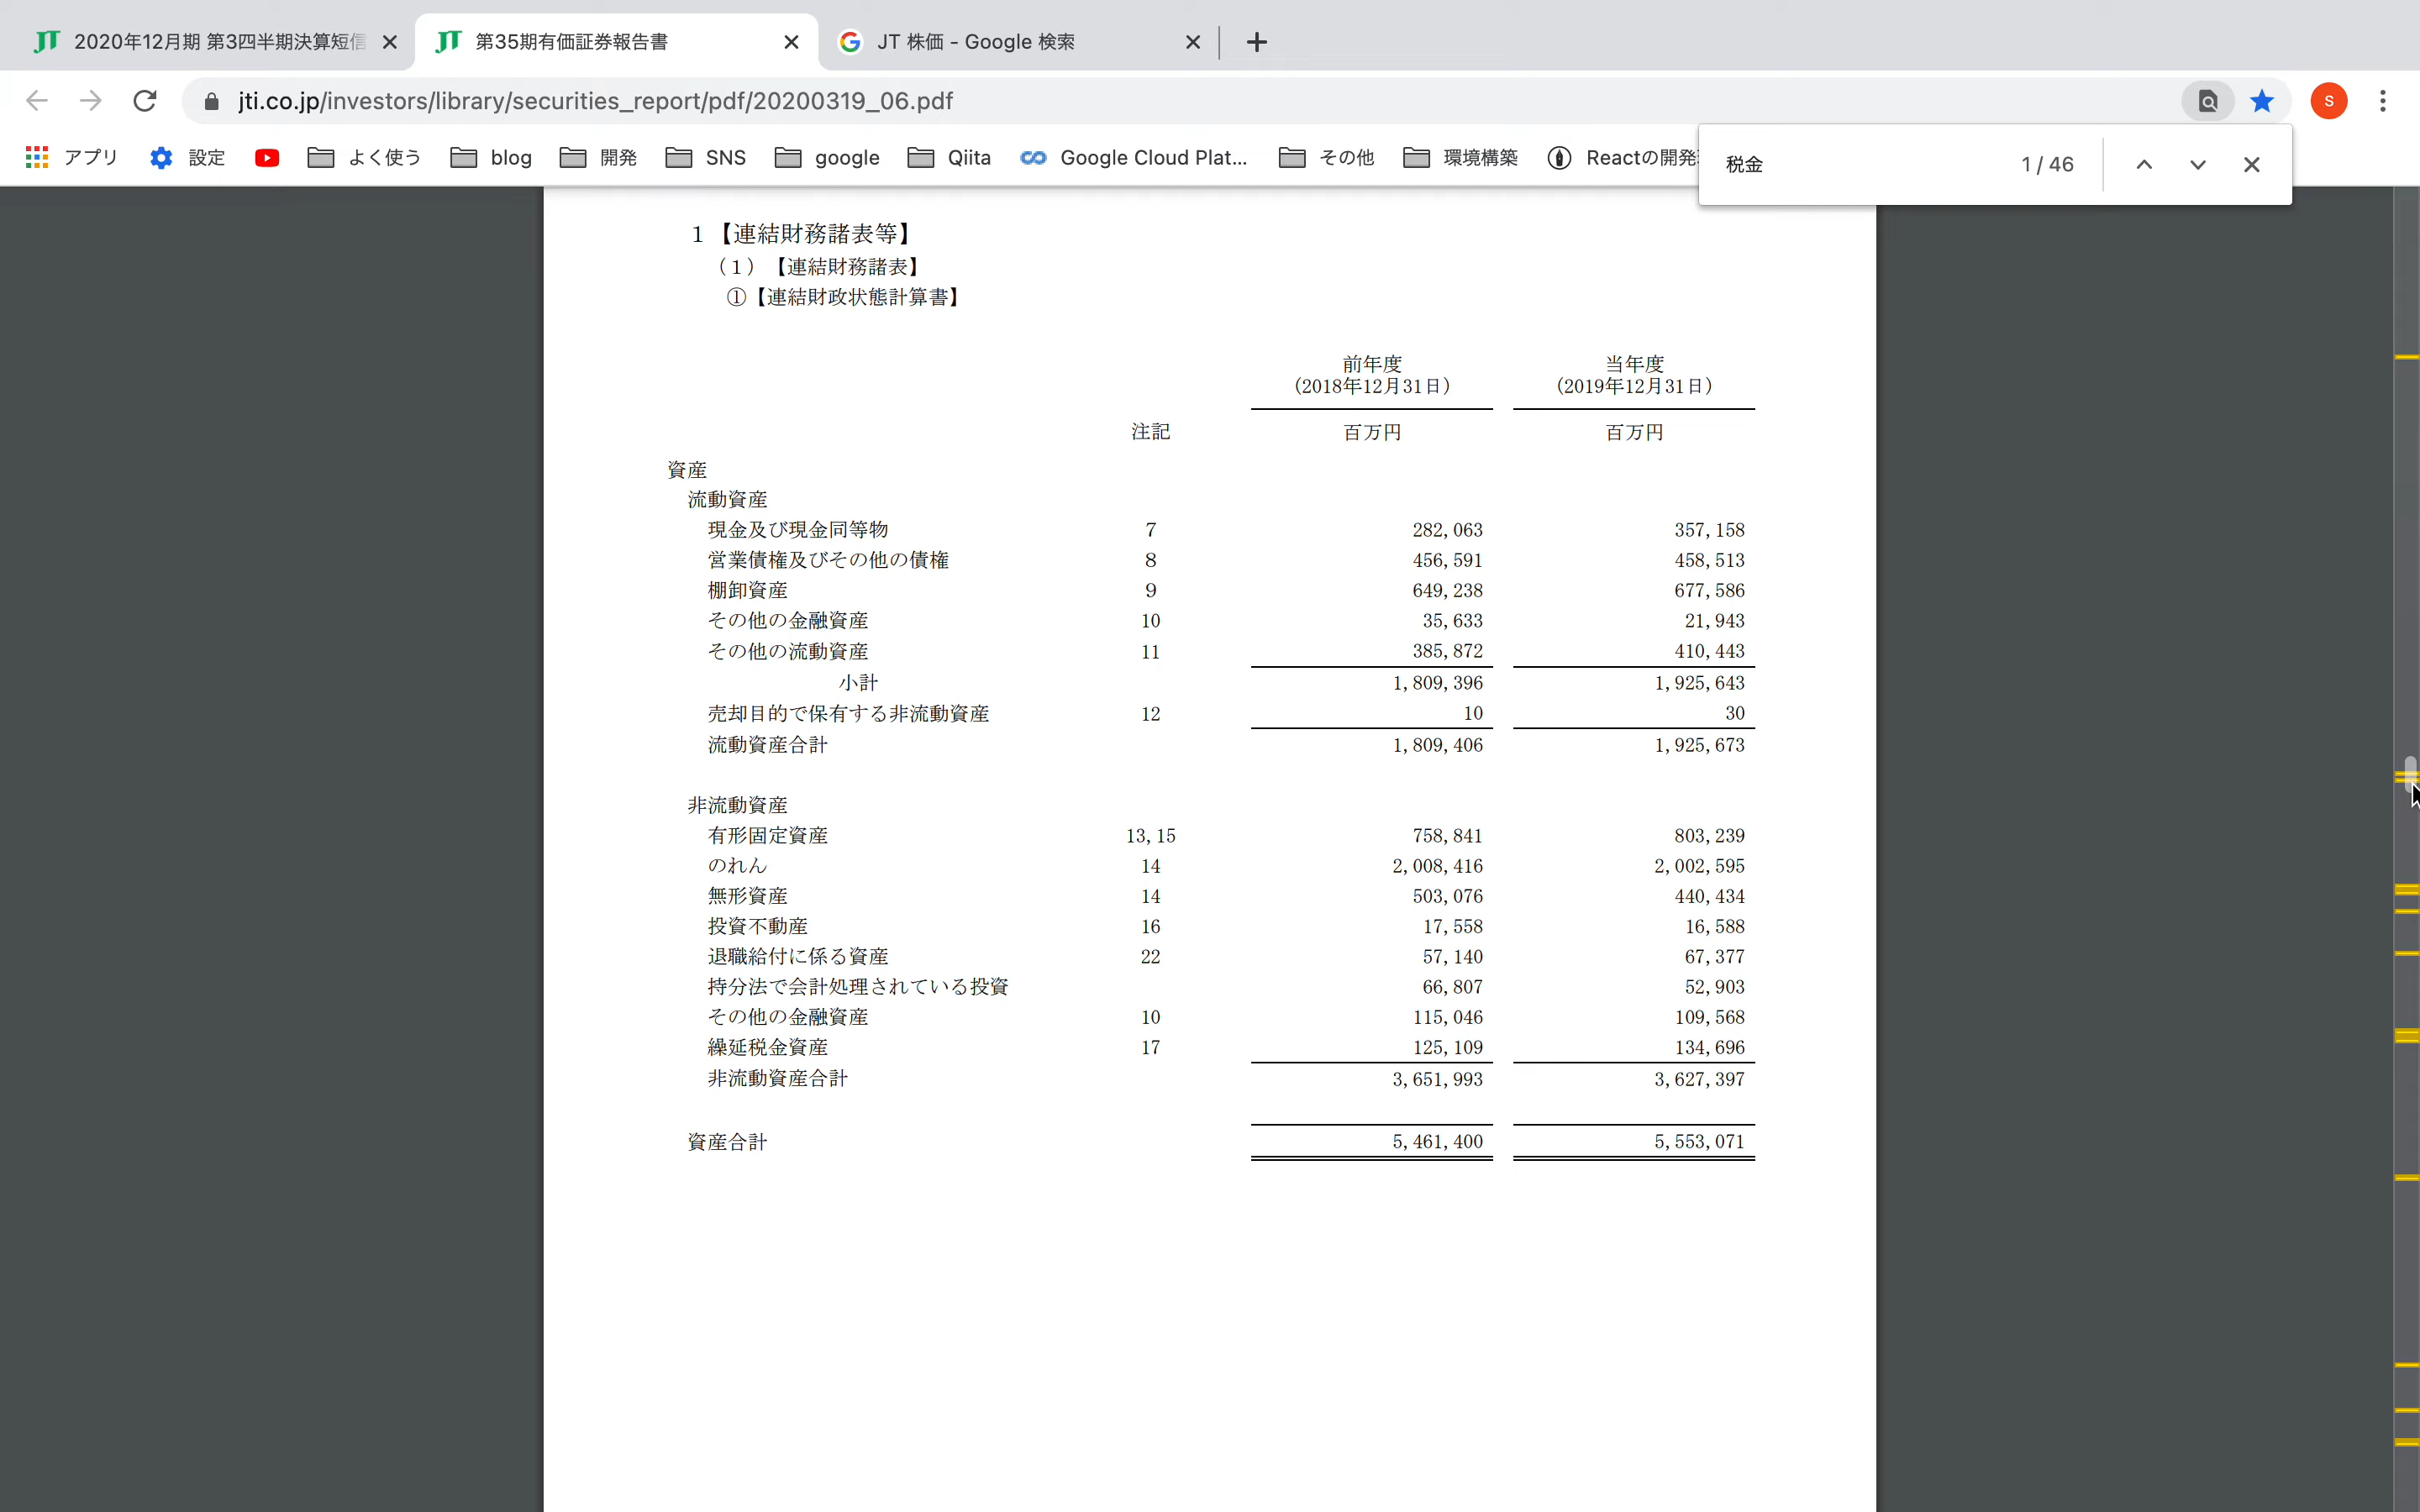 2020年12月期 第3四半期決算短信
第35期有価証券報告書
JT 株価 - Google 検索
jti.co.jp/investors/library/securities_report/pdf/20200319_06.pdf
S
アプリ 設定 よく使う blog 開発 SNS google Qiita Google Cloud Plat... その他 環境構築 Reactの開発
税金 1/46
1 【連結財務諸表等】
(1) 【連結財務諸表】
①【連結財政状態計算書】
前年度 当年度
(2018年12月31日) (2019年12月31日)
注記 百万円 百万円
資産
流動資産
現金及び現金同等物 7 282,063 357,158
営業債権及びその他の債権 8 456,591 458,513
棚卸資産 9 649,238 677,586
その他の金融資産 10 35,633 21,943
その他の流動資産 11 385,872 410,443
小計 1,809,396 1,925,643
売却目的で保有する非流動資産 12 10 30
流動資産合計 1,809,406 1,925,673
非流動資産
有形固定資産 13,15 758,841 803,239
のれん 14 2,008,416 2,002,595
無形資産 14 503,076 440,434
投資不動産 16 17,558 16,588
退職給付に係る資産 22 57,140 67,377
持分法で会計処理されている投資 66,807 52,903
その他の金融資産 10 115,046 109,568
繰延税金資産 17 125,109 134,696
非流動資産合計 3,651,993 3,627,397
資産合計 5,461,400 5,553,071